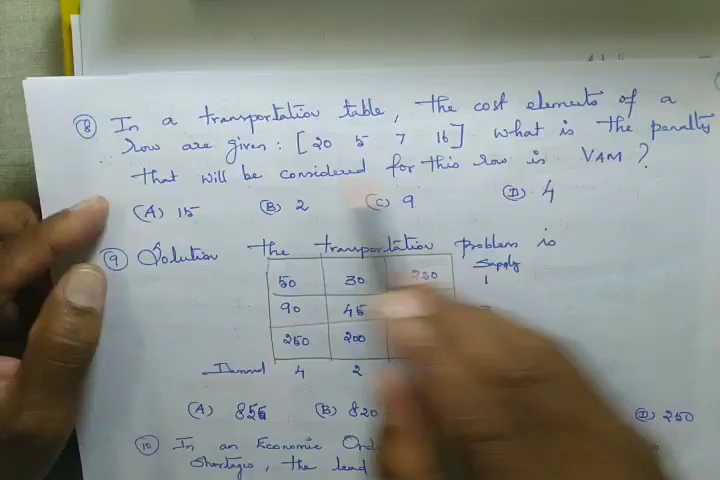 ⑧ In a transportation table, the cost elements of a
row are given : [20 5 7 16] what is the penalty
that will be considered for this row is VAM ?
(A) 15 (B) 2 (C) 9 (D) 4
⑨ Solution the transportation problem is
Supply
50 30 220 1
90 45
250 200
Demand 4 2
(A) 855 (B) 820 (D) 250
⑩ In an Economic Ord
Shortages, the lead